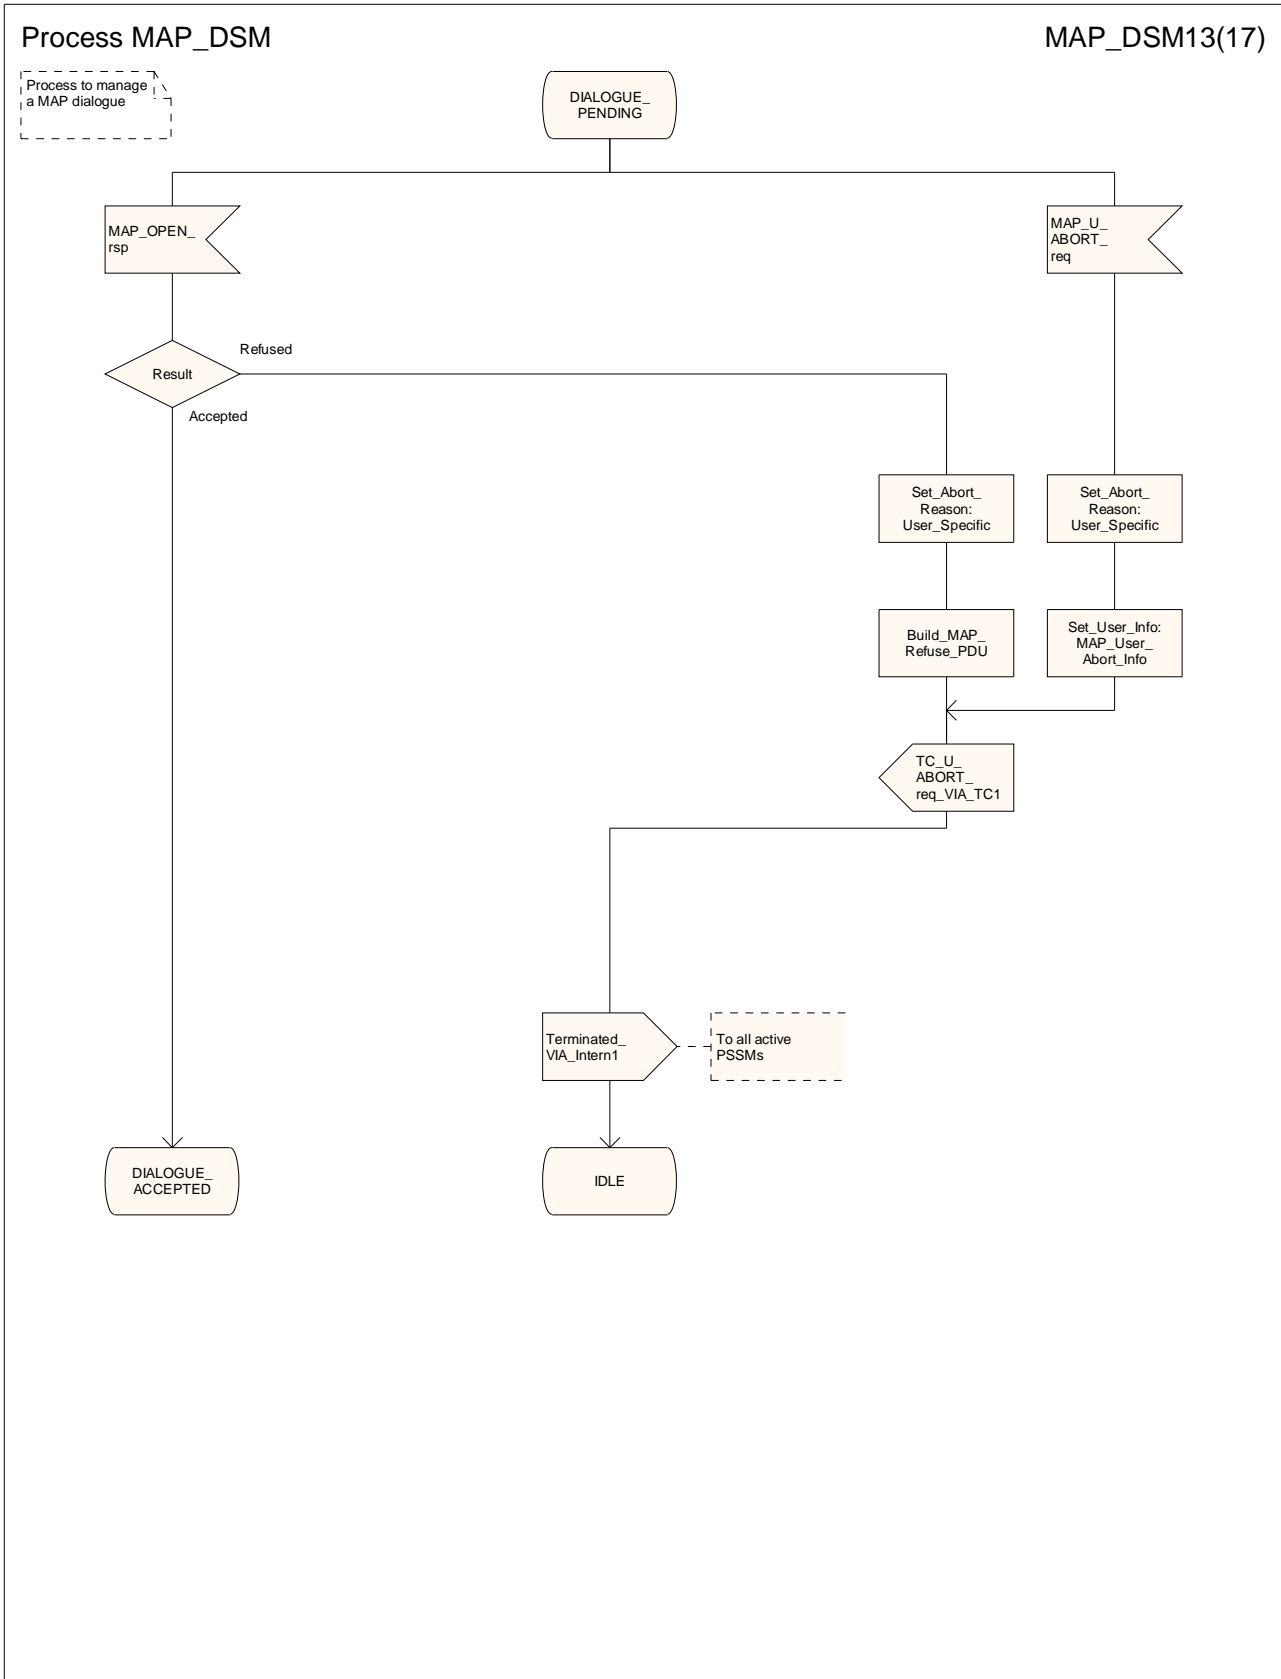 Process MAP_DSM
MAP_DSM13(17)
Process to manage
a MAP dialogue
DIALOGUE_
PENDING
MAP_OPEN_
rsp
MAP_U_
ABORT_
req
Result
Refused
Accepted
Set_Abort_
Reason:
User_Specific
Set_Abort_
Reason:
User_Specific
Build_MAP_
Refuse_PDU
Set_User_Info:
MAP_User_
Abort_Info
TC_U_
ABORT_
req_VIA_TC1
Terminated_
VIA_Intern1
To all active
PSSMs
DIALOGUE_
ACCEPTED
IDLE